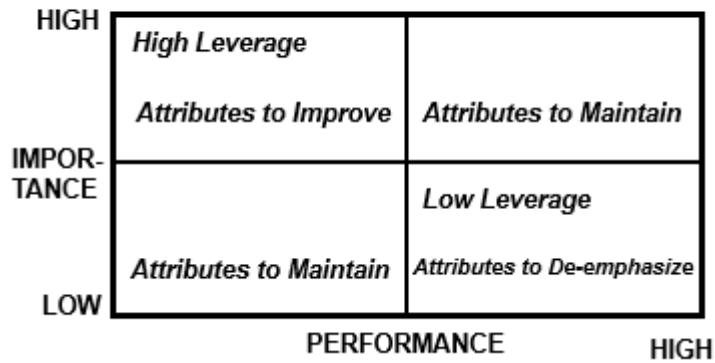 HIGH
High Leverage
Attributes to Improve
Attributes to Maintain
IMPOR-
TANCE
Low Leverage
Attributes to Maintain
Attributes to De-emphasize
LOW
PERFORMANCE
HIGH